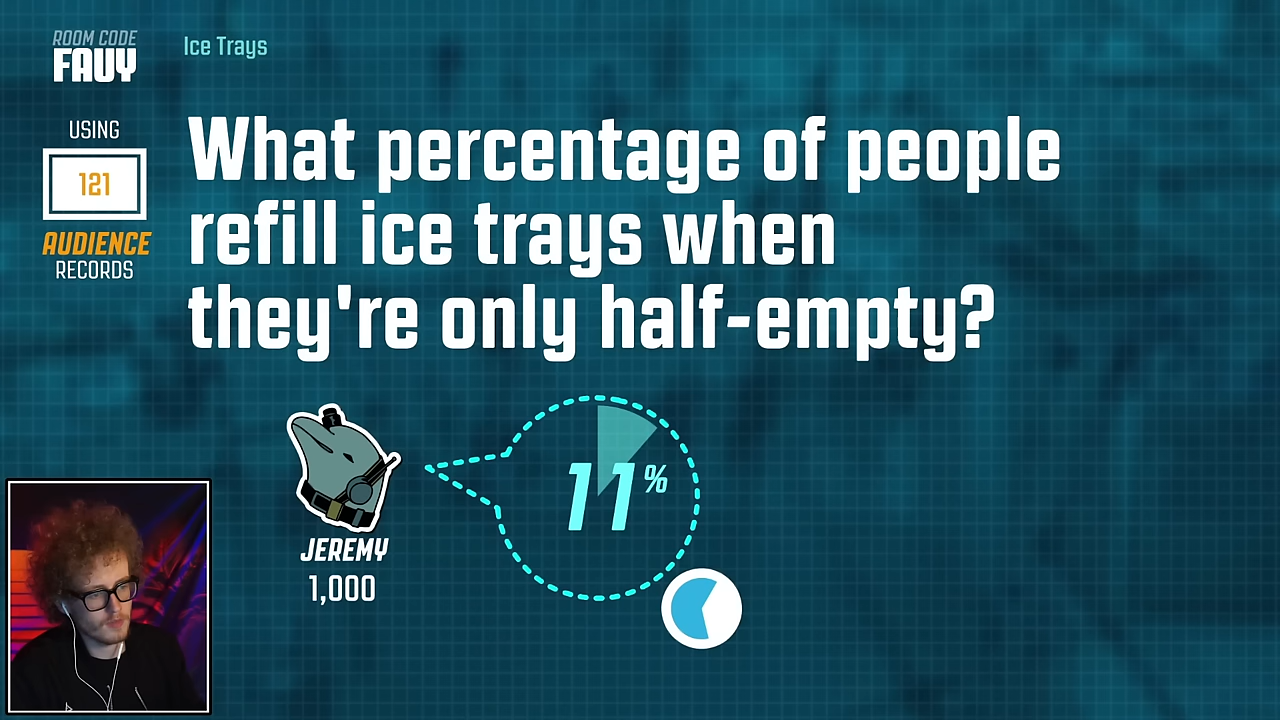 ROOM CODE
FAUY
Ice Trays
USING
121
AUDIENCE
RECORDS
What percentage of people
refill ice trays when
they're only half-empty?
11%
JEREMY
1,000